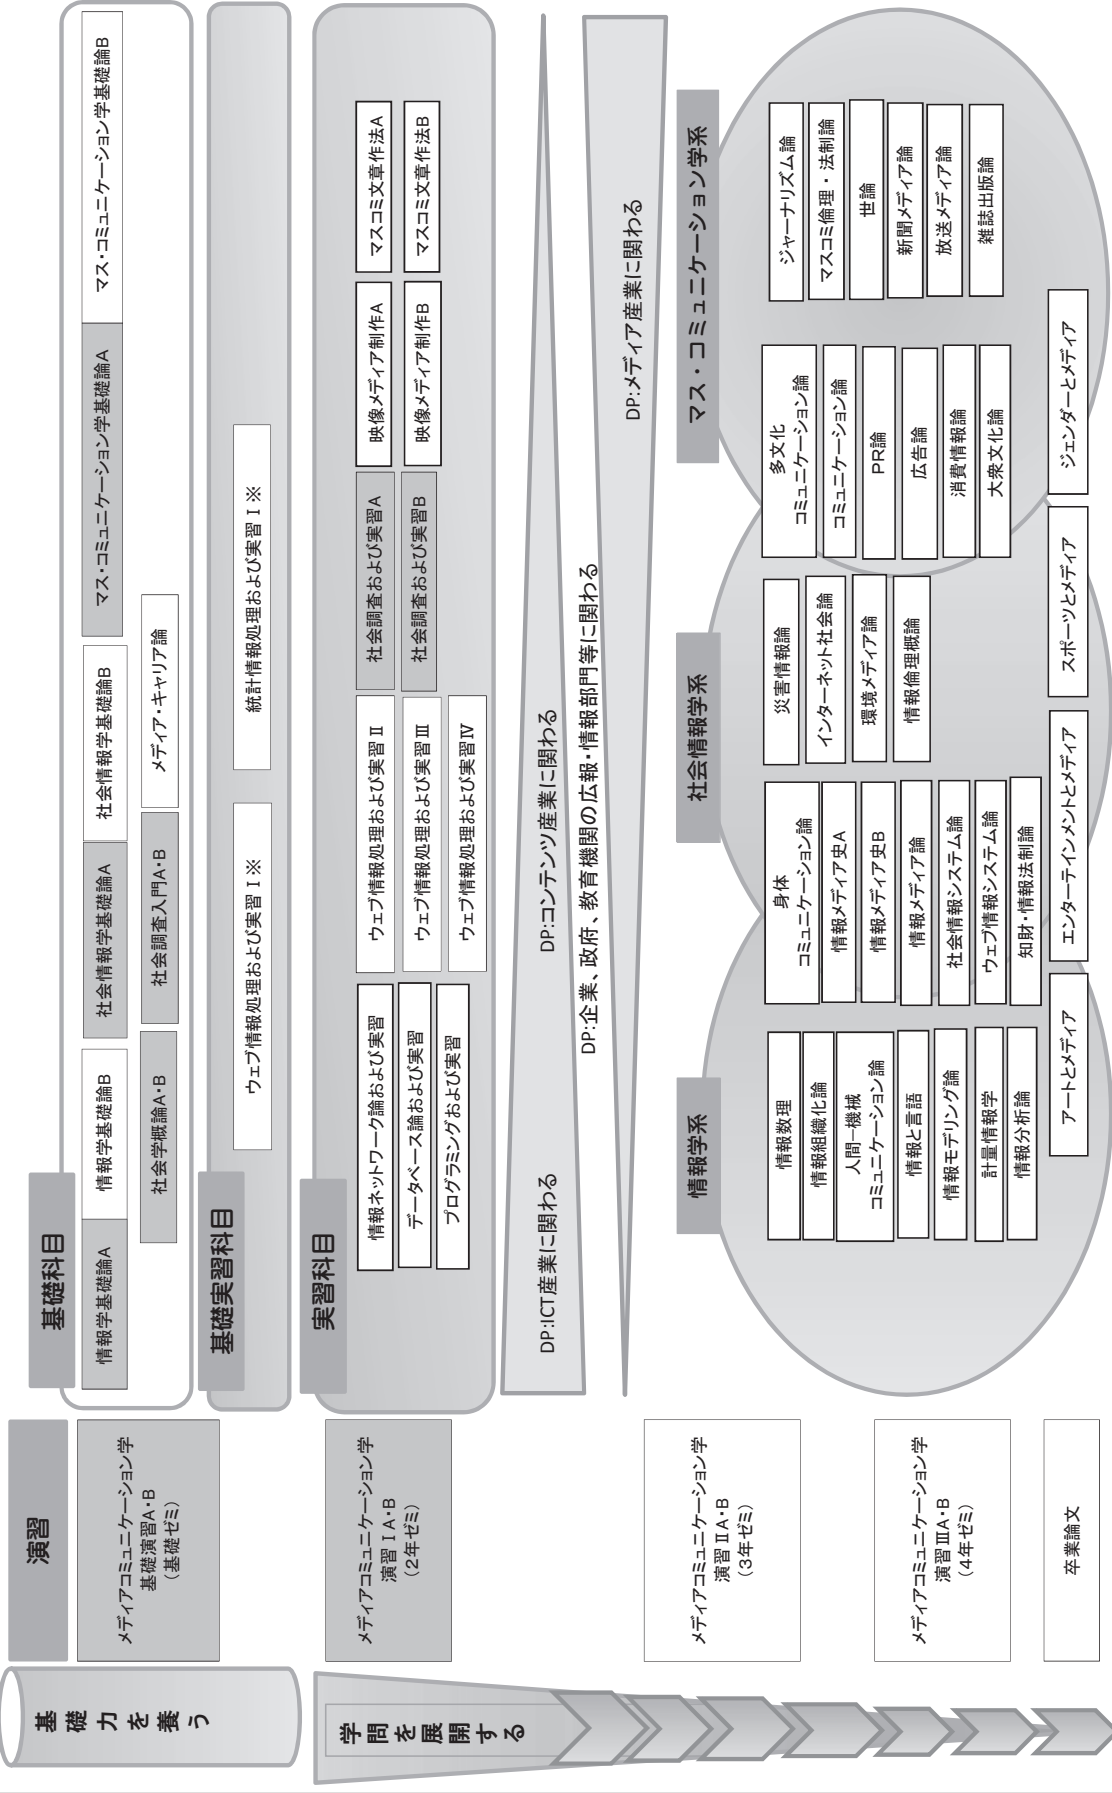 基礎力を養う
学問を展開する
演習
メディアコミュニケーション学
基礎演習A・B
（基礎ゼミ）
メディアコミュニケーション学
演習ⅠA・B
（2年ゼミ）
メディアコミュニケーション学
演習ⅡA・B
（3年ゼミ）
メディアコミュニケーション学
演習ⅢA・B
（4年ゼミ）
卒業論文
基礎科目
情報学基礎論A
情報学基礎論B
社会情報学基礎論A
社会情報学基礎論B
マス・コミュニケーション学基礎論A
マス・コミュニケーション学基礎論B
社会学概論A・B
社会調査入門A・B
メディア・キャリア論
基礎実習科目
ウェブ情報処理および実習Ⅰ※
統計情報処理および実習Ⅰ※
実習科目
情報ネットワーク論および実習
データベース論および実習
プログラミングおよび実習
ウェブ情報処理および実習Ⅱ
ウェブ情報処理および実習Ⅲ
ウェブ情報処理および実習Ⅳ
社会調査および実習A
社会調査および実習B
映像メディア制作A
映像メディア制作B
マスコミ文章作法A
マスコミ文章作法B
DP:ICT産業に関わる
DP:コンテンツ産業に関わる
DP:企業、政府、教育機関の広報・情報部門等に関わる
DP:メディア産業に関わる
情報学系
社会情報学系
マス・コミュニケーション学系
情報数理
情報組織化論
人間−機械
コミュニケーション論
情報と言語
情報モデリング論
計量情報学
情報分析論
身体
コミュニケーション論
情報メディア史A
情報メディア史B
情報メディア論
社会情報システム論
ウェブ情報システム論
知財・情報法制論
災害情報論
インターネット社会論
環境メディア論
情報倫理概論
多文化
コミュニケーション論
コミュニケーション論
PR論
広告論
消費情報論
大衆文化論
ジャーナリズム論
マスコミ倫理・法制論
世論
新聞メディア論
放送メディア論
雑誌出版論
アートとメディア
エンターテインメントとメディア
スポーツとメディア
ジェンダーとメディア